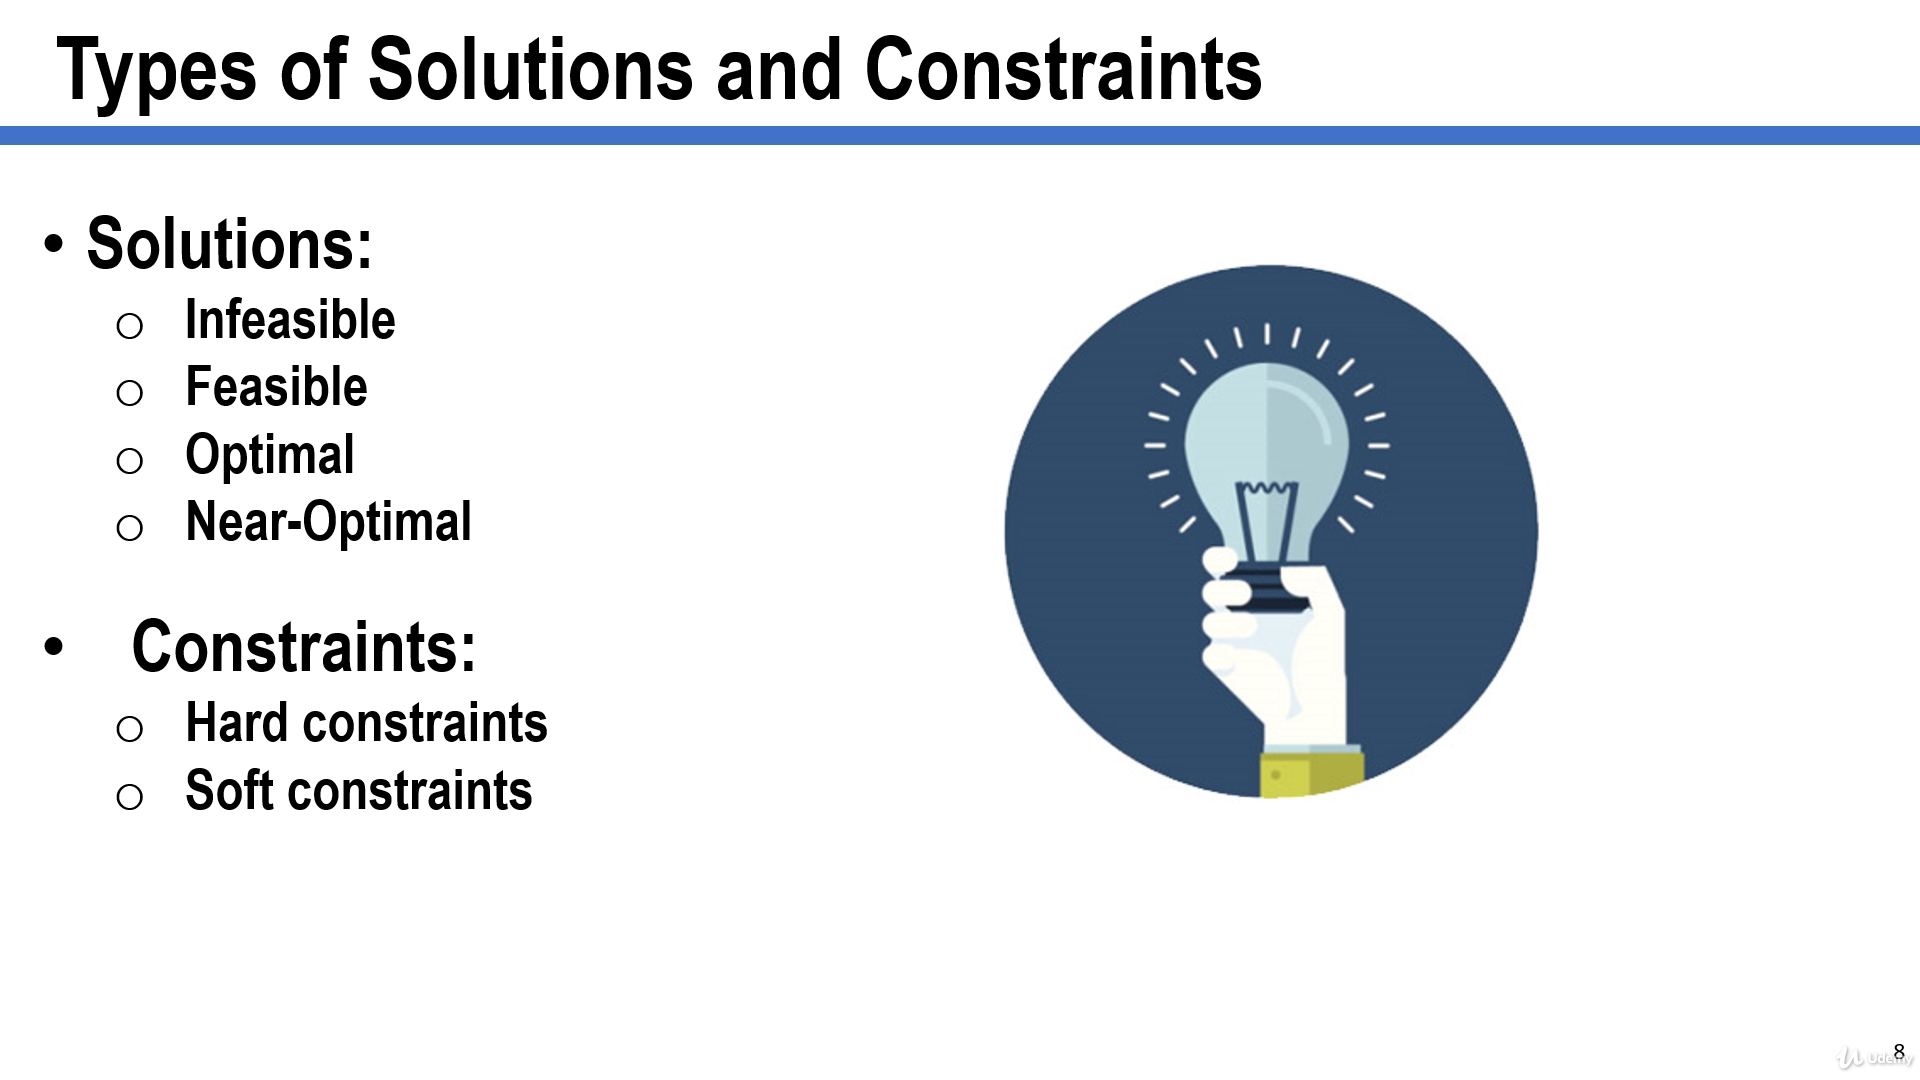 Types of Solutions and Constraints
• Solutions:
o Infeasible
o Feasible
o Optimal
o Near-Optimal
• Constraints:
o Hard constraints
o Soft constraints
8
Udemy